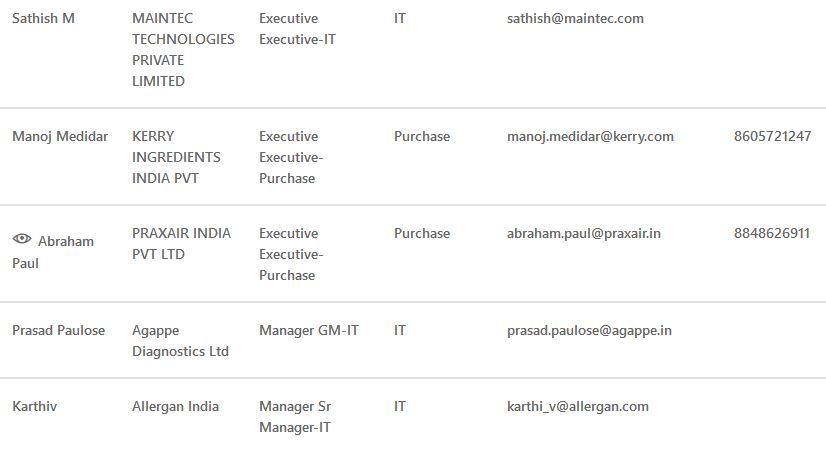 Sathish M MAINTEC Executive IT sathish@maintec.com
TECHNOLOGIES Executive-IT
PRIVATE
LIMITED
Manoj Medidar KERRY Executive Purchase manoj.medidar@kerry.com 8605721247
INGREDIENTS Executive-
INDIA PVT Purchase
Abraham PRAXAIR INDIA Executive Purchase abraham.paul@praxair.in 8848626911
Paul PVT LTD Executive-
Purchase
Prasad Paulose Agappe Manager GM-IT IT prasad.paulose@agappe.in
Diagnostics Ltd
Karthiv Allergan India Manager Sr IT karthi_v@allergan.com
Manager-IT